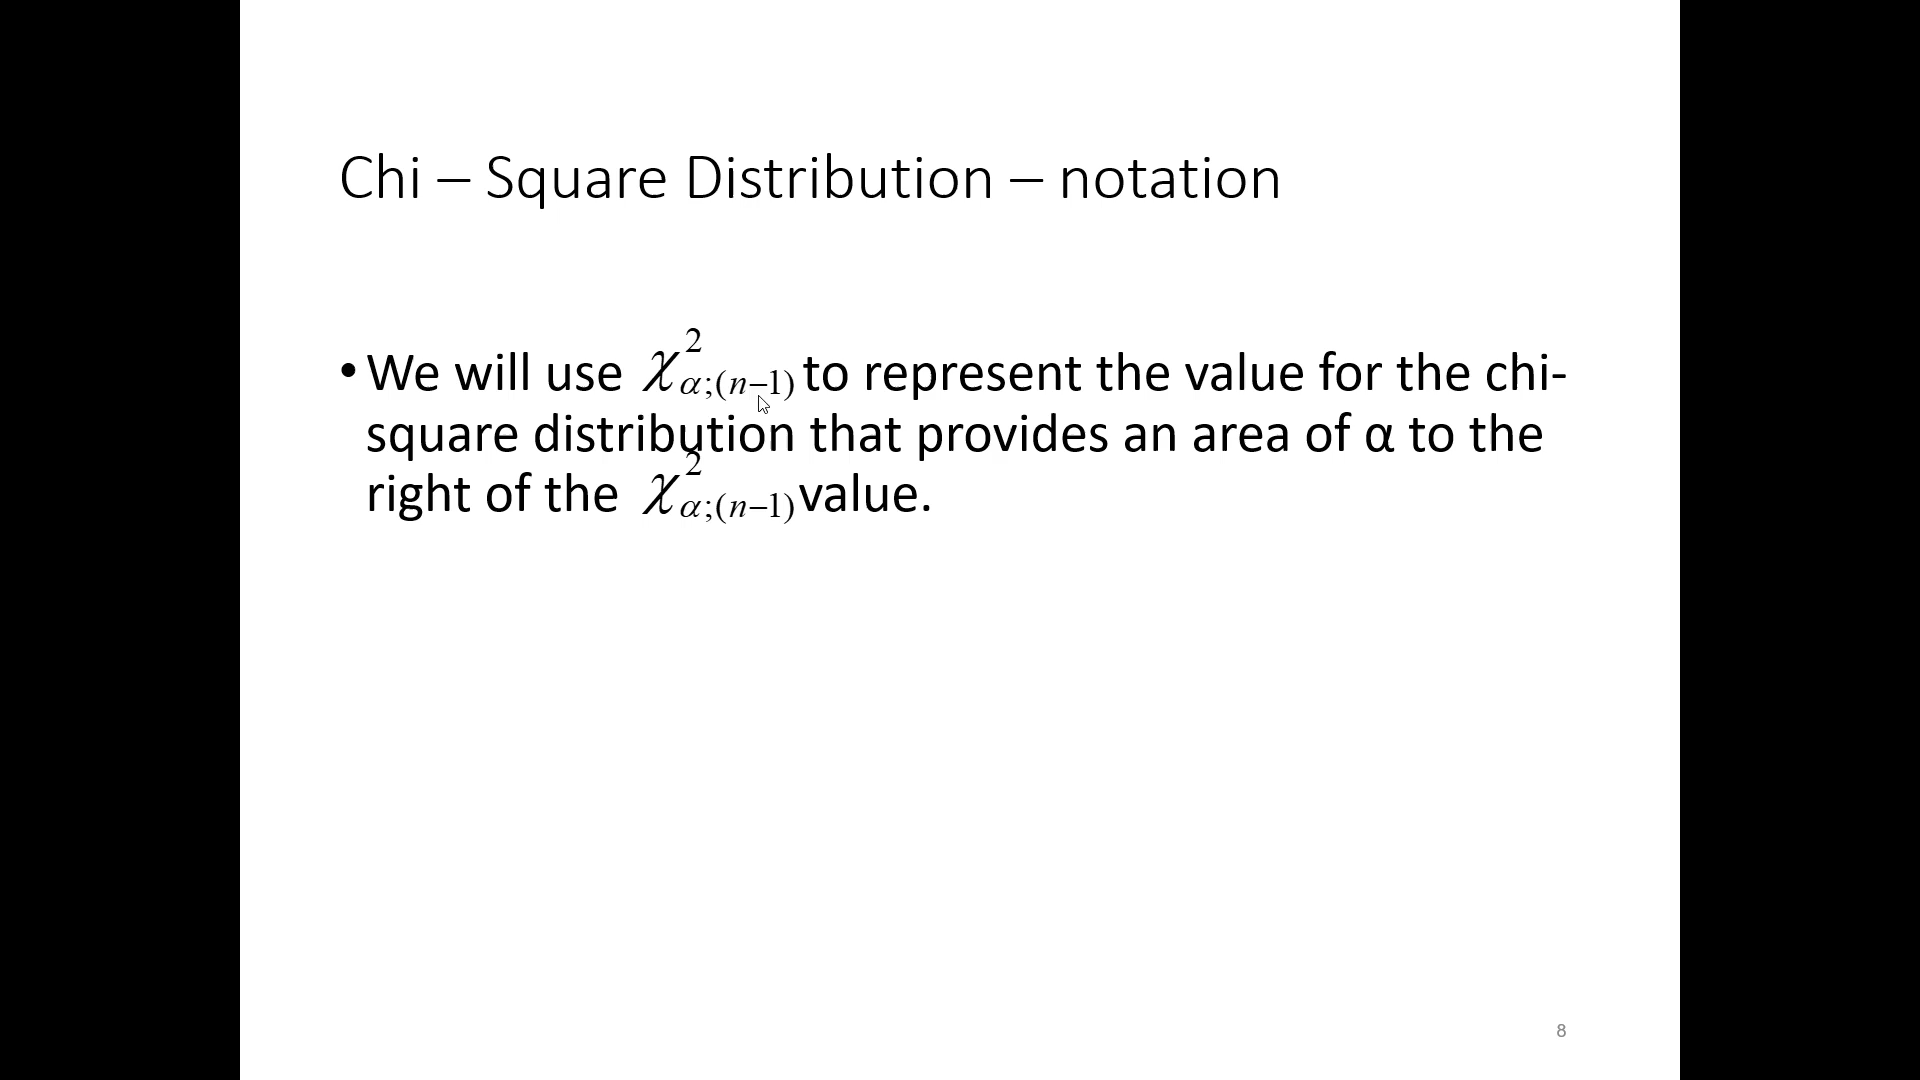 Chi – Square Distribution – notation
• We will use χ²α;(n−1) to represent the value for the chi-
square distribution that provides an area of α to the
right of the χ²α;(n−1) value.
8